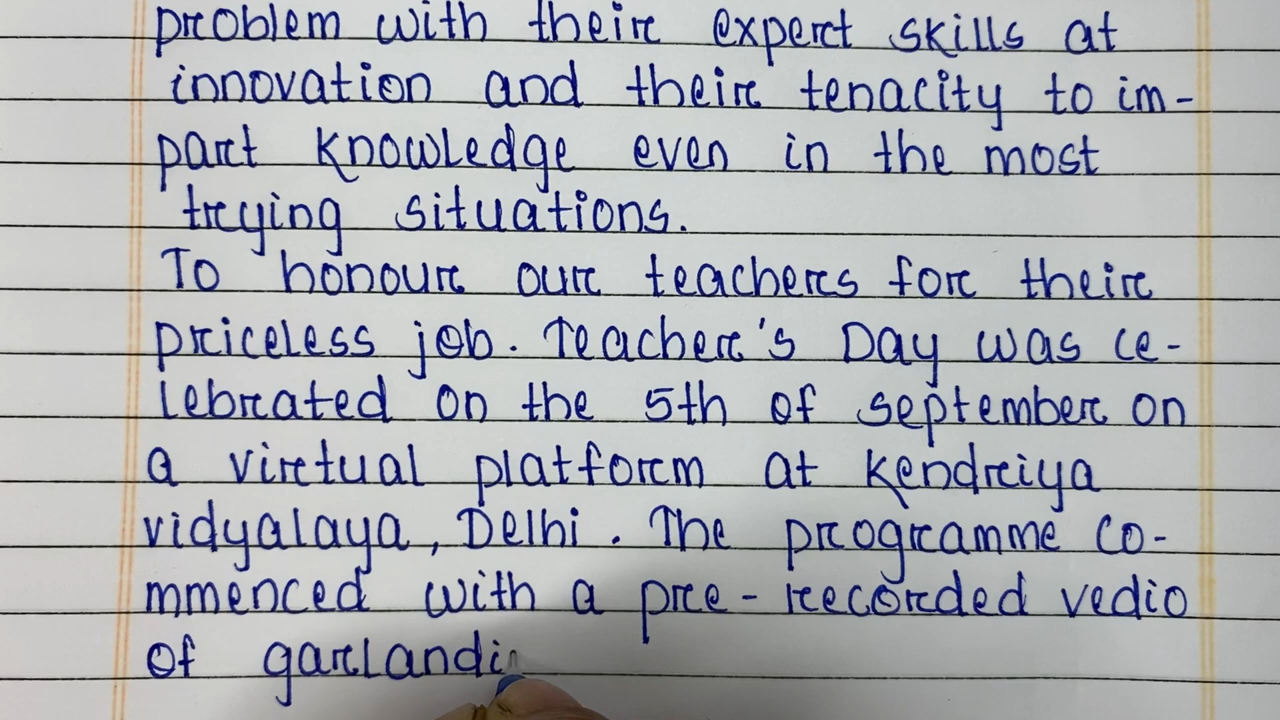 problem with their expert skills at
innovation and their tenacity to im-
part knowledge even in the most
trying situations.
To honour our teachers for their
priceless job. Teacher's Day was ce-
lebrated on the 5th of september on
a virtual platform at Kendriya
vidyalaya, Delhi. The programme co-
mmenced with a pre-recorded vedio
of garlandin